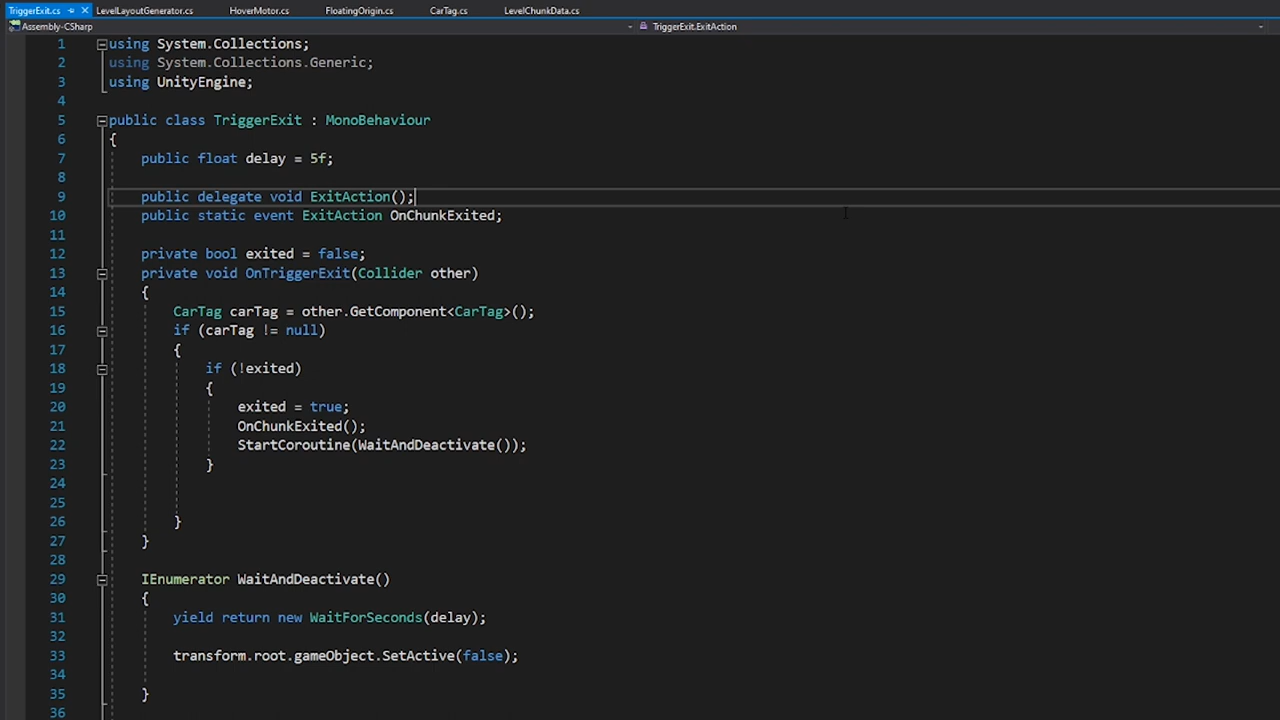 TriggerExit.cs LevelLayoutGenerator.cs HoverMotor.cs FloatingOrigin.cs CarTag.cs LevelChunkData.cs
Assembly-CSharp TriggerExit.ExitAction
1 using System.Collections;
2 using System.Collections.Generic;
3 using UnityEngine;
4
5 public class TriggerExit : MonoBehaviour
6 {
7 public float delay = 5f;
8
9 public delegate void ExitAction();
10 public static event ExitAction OnChunkExited;
11
12 private bool exited = false;
13 private void OnTriggerExit(Collider other)
14 {
15 CarTag carTag = other.GetComponent<CarTag>();
16 if (carTag != null)
17 {
18 if (!exited)
19 {
20 exited = true;
21 OnChunkExited();
22 StartCoroutine(WaitAndDeactivate());
23 }
24
25
26 }
27 }
28
29 IEnumerator WaitAndDeactivate()
30 {
31 yield return new WaitForSeconds(delay);
32
33 transform.root.gameObject.SetActive(false);
34
35 }
36